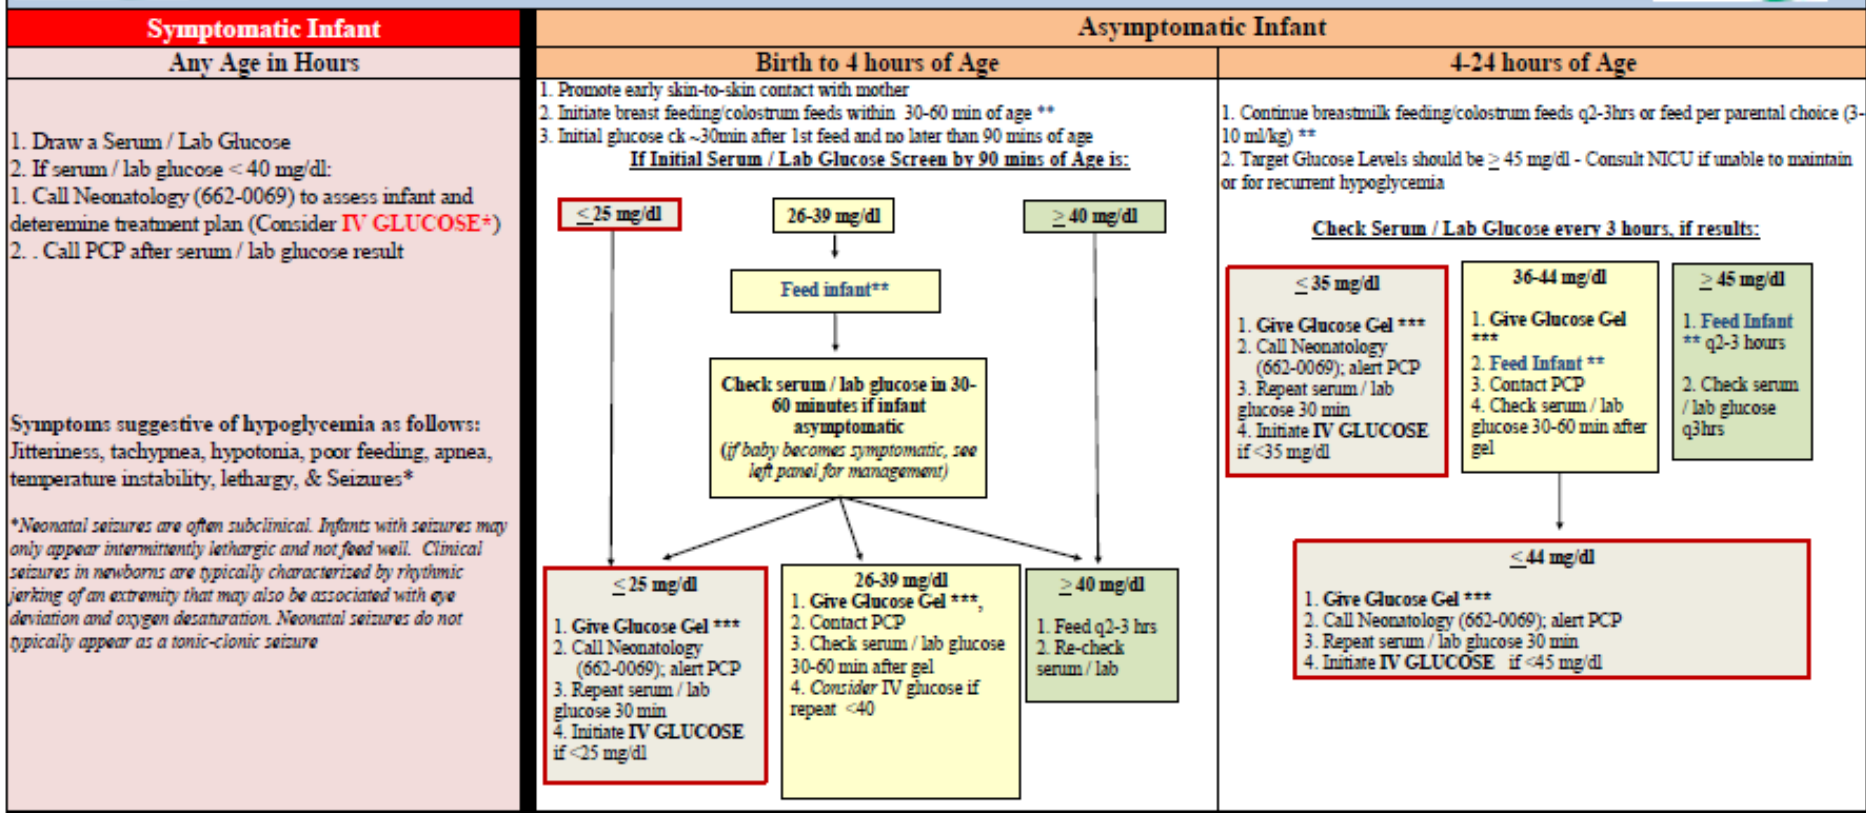 Symptomatic Infant
Any Age in Hours
1. Draw a Serum / Lab Glucose
2. If serum / lab glucose < 40 mg/dl:
1. Call Neonatology (662-0069) to assess infant and
deteremine treatment plan (Consider IV GLUCOSE*)
2. . Call PCP after serum / lab glucose result
Symptoms suggestive of hypoglycemia as follows:
Jitteriness, tachypnea, hypotonia, poor feeding, apnea,
temperature instability, lethargy, & Seizures*
*Neonatal seizures are often subclinical. Infants with seizures may
only appear intermittently lethargic and not feed well. Clinical
seizures in newborns are typically characterized by rhythmic
jerking of an extremity that may also be associated with eye
deviation and oxygen desaturation. Neonatal seizures do not
typically appear as a tonic-clonic seizure
Asymptomatic Infant
Birth to 4 hours of Age
1. Promote early skin-to-skin contact with mother
2. Initiate breast feeding/colostrum feeds within 30-60 min of age **
3. Initial glucose ck ~30min after 1st feed and no later than 90 mins of age
If Initial Serum / Lab Glucose Screen by 90 mins of Age is:
≤ 25 mg/dl
26-39 mg/dl
≥ 40 mg/dl
Feed infant**
Check serum / lab glucose in 30-
60 minutes if infant
asymptomatic
(if baby becomes symptomatic, see
left panel for management)
≤ 25 mg/dl
1. Give Glucose Gel ***
2. Call Neonatology
(662-0069); alert PCP
3. Repeat serum / lab
glucose 30 min
4. Initiate IV GLUCOSE
if <25 mg/dl
26-39 mg/dl
1. Give Glucose Gel ***,
2. Contact PCP
3. Check serum / lab glucose
30-60 min after gel
4. Consider IV glucose if
repeat <40
≥ 40 mg/dl
1. Feed q2-3 hrs
2. Re-check
serum / lab
4-24 hours of Age
1. Continue breastmilk feeding/colostrum feeds q2-3hrs or feed per parental choice (3-
10 ml/kg) **
2. Target Glucose Levels should be ≥ 45 mg/dl - Consult NICU if unable to maintain
or for recurrent hypoglycemia
Check Serum / Lab Glucose every 3 hours, if results:
≤ 35 mg/dl
1. Give Glucose Gel ***
2. Call Neonatology
(662-0069); alert PCP
3. Repeat serum / lab
glucose 30 min
4. Initiate IV GLUCOSE
if <35 mg/dl
36-44 mg/dl
1. Give Glucose Gel
***
2. Feed Infant **
3. Contact PCP
4. Check serum / lab
glucose 30-60 min after
gel
≥ 45 mg/dl
1. Feed Infant
** q2-3 hours
2. Check serum
/ lab glucose
q3hrs
≤44 mg/dl
1. Give Glucose Gel ***
2. Call Neonatology (662-0069); alert PCP
3. Repeat serum / lab glucose 30 min
4. Initiate IV GLUCOSE if <45 mg/dl